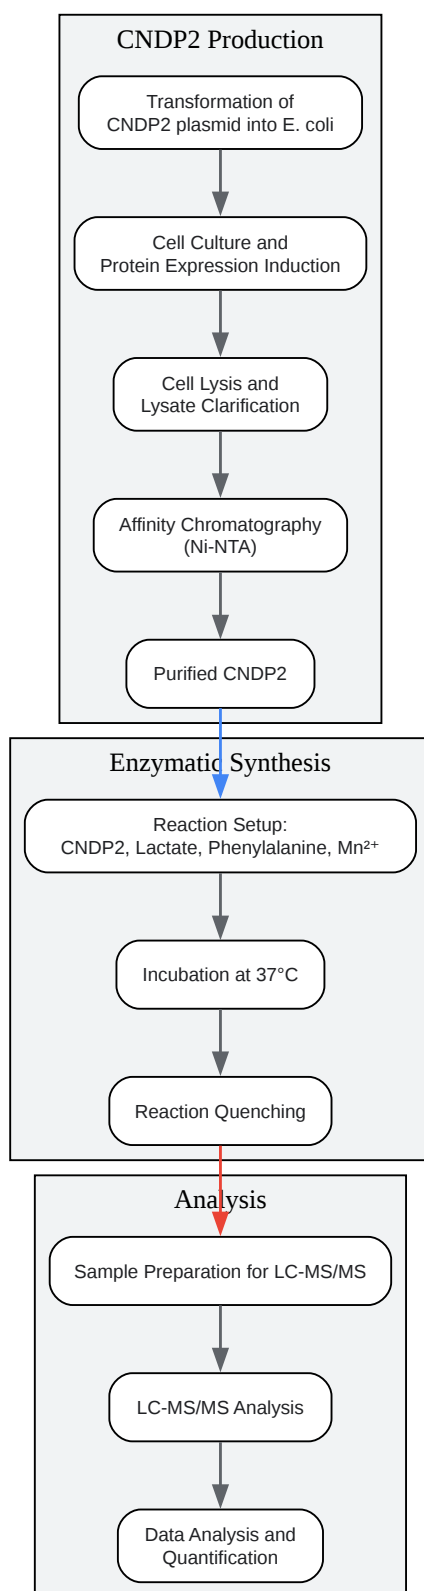 CNDP2 Production
Transformation of
CNDP2 plasmid into E. coli
Cell Culture and
Protein Expression Induction
Cell Lysis and
Lysate Clarification
Affinity Chromatography
(Ni-NTA)
Purified CNDP2
Enzymatic Synthesis
Reaction Setup:
CNDP2, Lactate, Phenylalanine, Mn²⁺
Incubation at 37°C
Reaction Quenching
Analysis
Sample Preparation for LC-MS/MS
LC-MS/MS Analysis
Data Analysis and
Quantification